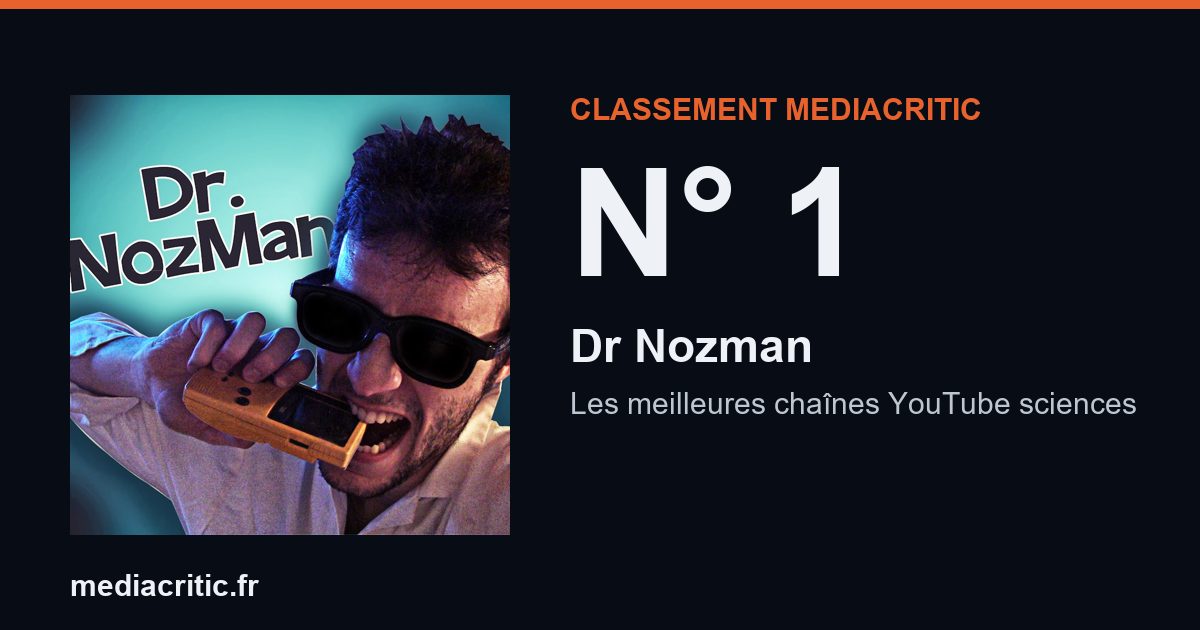 CLASSEMENT MEDIACRITIC
N° 1
Dr.
NozMan
Dr Nozman
Les meilleures chaînes YouTube sciences
mediacritic.fr